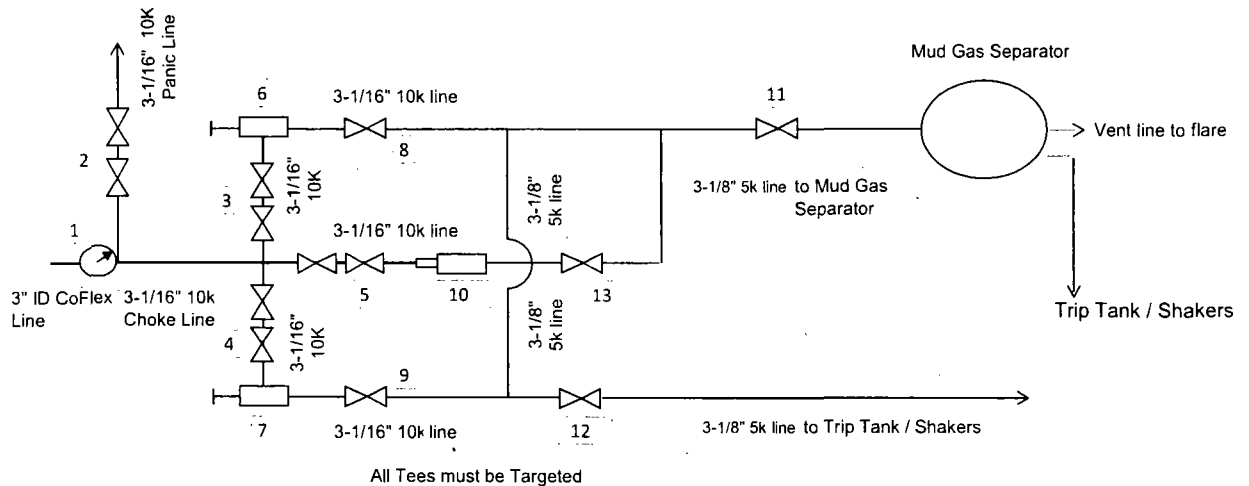 3-1/16" 10K
Panic Line
Mud Gas Separator
6
3-1/16" 10k line
11
2
8
Vent line to flare
3
3-1/16"
10K
3-1/8"
5k line
3-1/8" 5k line to Mud Gas
Separator
1
3-1/16" 10k line
5
10
13
3" ID CoFlex
Line
3-1/16" 10k
Choke Line
Trip Tank / Shakers
4
3-1/16"
10K
3-1/8"
5k line
9
7
3-1/16" 10k line
12
3-1/8" 5k line to Trip Tank / Shakers
All Tees must be Targeted